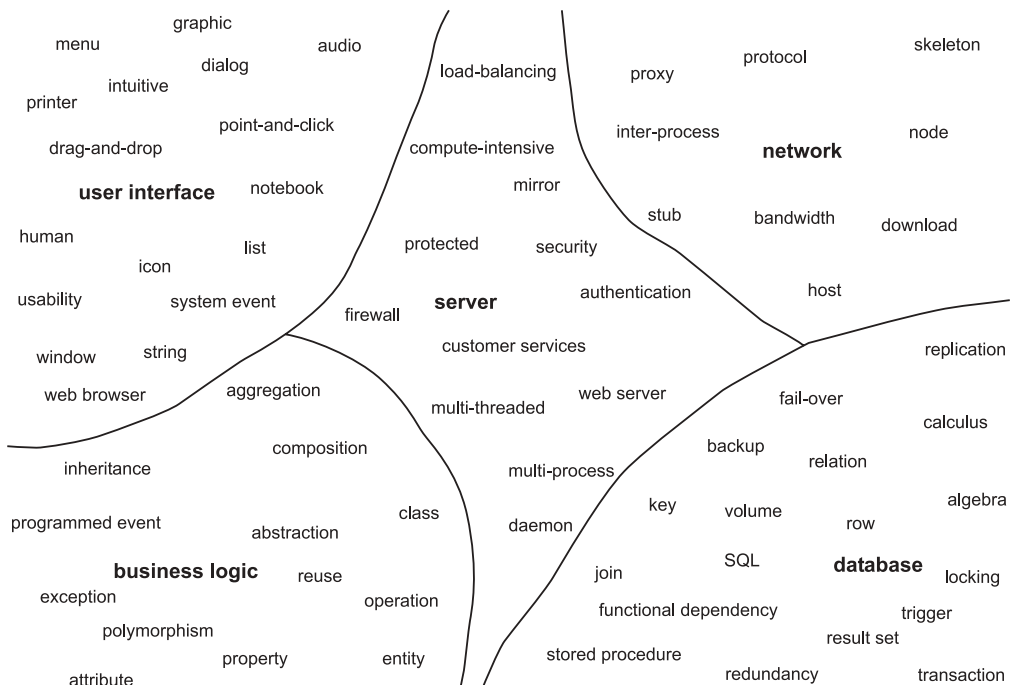 graphic
menu
audio
dialog
intuitive
printer
point-and-click
drag-and-drop
user interface
notebook
human
list
icon
usability
system event
window
string
web browser
load-balancing
compute-intensive
mirror
protected
security
authentication
server
firewall
customer services
web server
multi-threaded
multi-process
daemon
skeleton
protocol
proxy
inter-process
node
network
stub
bandwidth
download
host
aggregation
composition
inheritance
class
programmed event
abstraction
business logic
reuse
exception
operation
polymorphism
property
entity
attribute
replication
fail-over
calculus
backup
relation
algebra
key
volume
row
SQL
database
join
locking
functional dependency
trigger
result set
stored procedure
redundancy
transaction